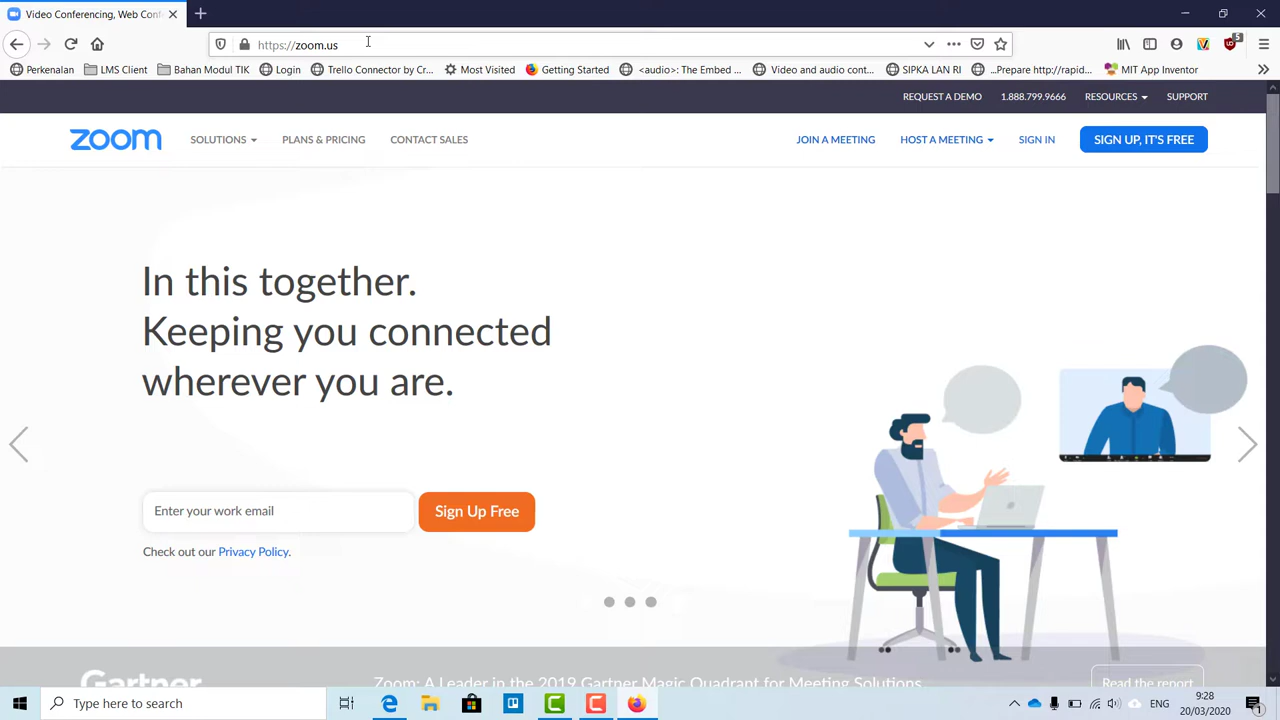 Video Conferencing, Web Conf
https://zoom.us
5
Perkenalan
LMS Client
Bahan Modul TIK
Login
Trello Connector by Cr...
Most Visited
Getting Started
<audio>: The Embed ...
Video and audio cont...
SIPKA LAN RI
...Prepare http://rapid...
MIT App Inventor
REQUEST A DEMO
1.888.799.9666
RESOURCES
SUPPORT
zoom
SOLUTIONS
PLANS & PRICING
CONTACT SALES
JOIN A MEETING
HOST A MEETING
SIGN IN
SIGN UP, IT'S FREE
In this together.
Keeping you connected
wherever you are.
Enter your work email
Sign Up Free
Check out our Privacy Policy.
Gartner
Zoom: A Leader in the 2019 Gartner Magic Quadrant for Meeting Solutions
Read the report
Type here to search
ENG
9:28
20/03/2020
1